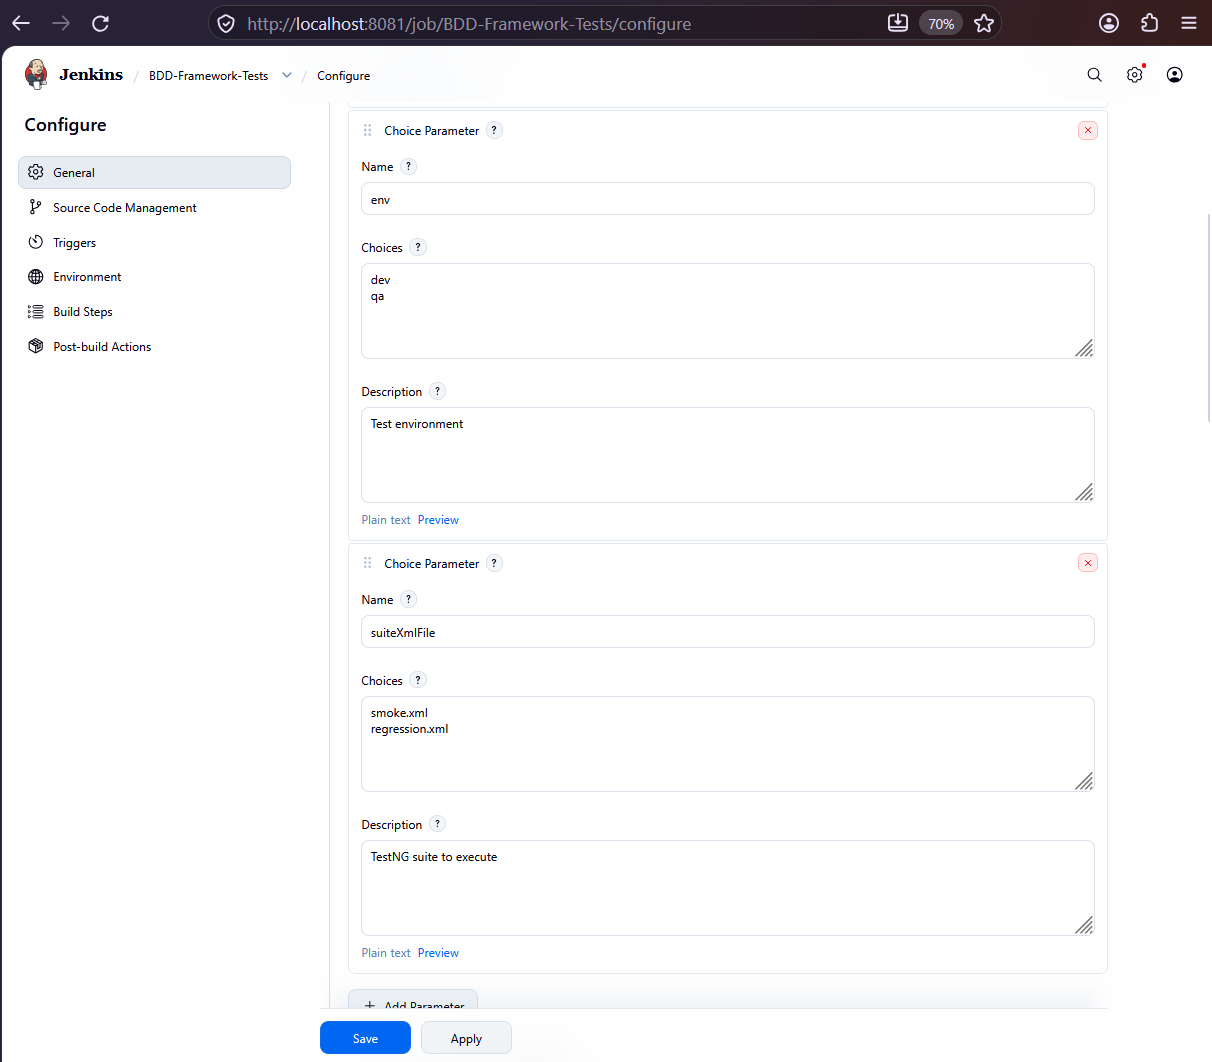 http://localhost:8081/job/BDD-Framework-Tests/configure
70%
Jenkins / BDD-Framework-Tests / Configure
Configure
General
Source Code Management
Triggers
Environment
Build Steps
Post-build Actions
Choice Parameter ?
Name ?
env
Choices ?
dev
qa
Description ?
Test environment
Plain text Preview
Choice Parameter ?
Name ?
suiteXmlFile
Choices ?
smoke.xml
regression.xml
Description ?
TestNG suite to execute
Plain text Preview
+ Add Parameter
Save
Apply